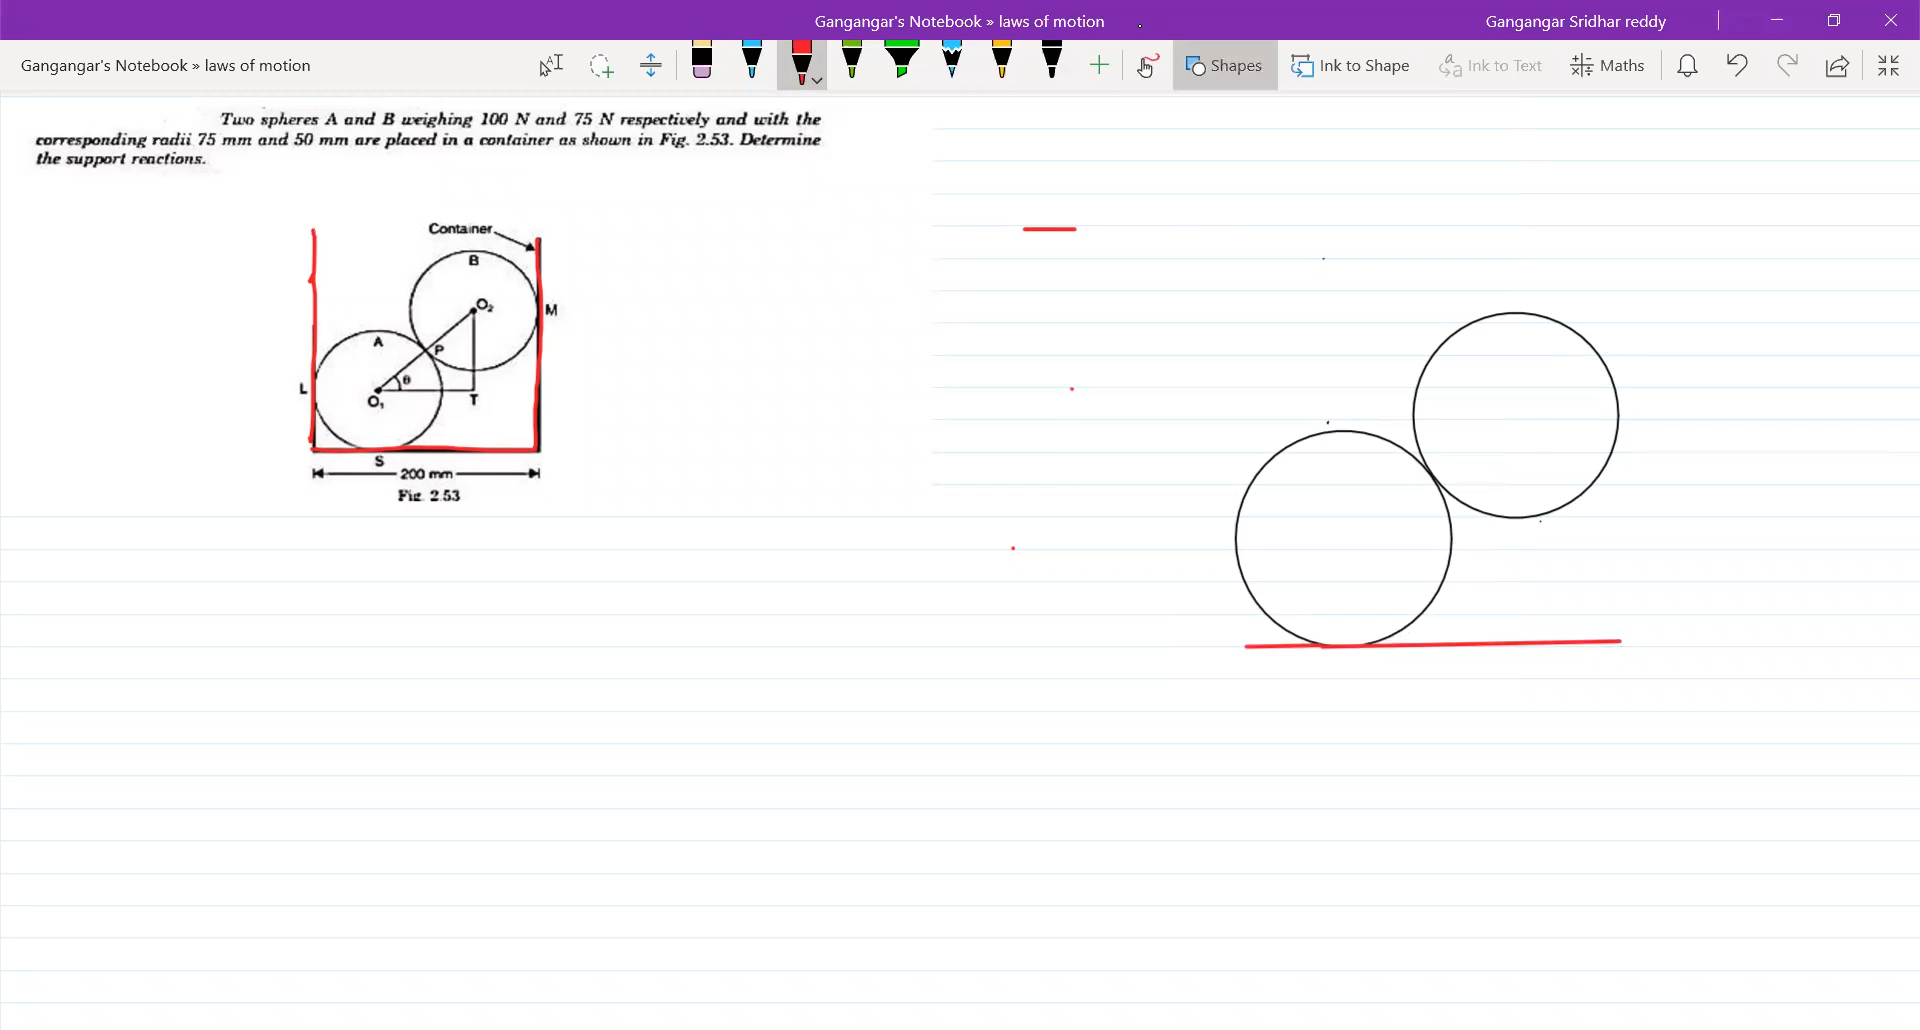 Gangangar's Notebook » laws of motion
Gangangar Sridhar reddy
Gangangar's Notebook » laws of motion
Shapes
Ink to Shape
Ink to Text
Maths
Two spheres A and B weighing 100 N and 75 N respectively and with the
corresponding radii 75 mm and 50 mm are placed in a container as shown in Fig. 2.53. Determine
the support reactions.
Container
B
O₂
M
A
P
L
θ
O₁
T
S
200 mm
Fig 2.53